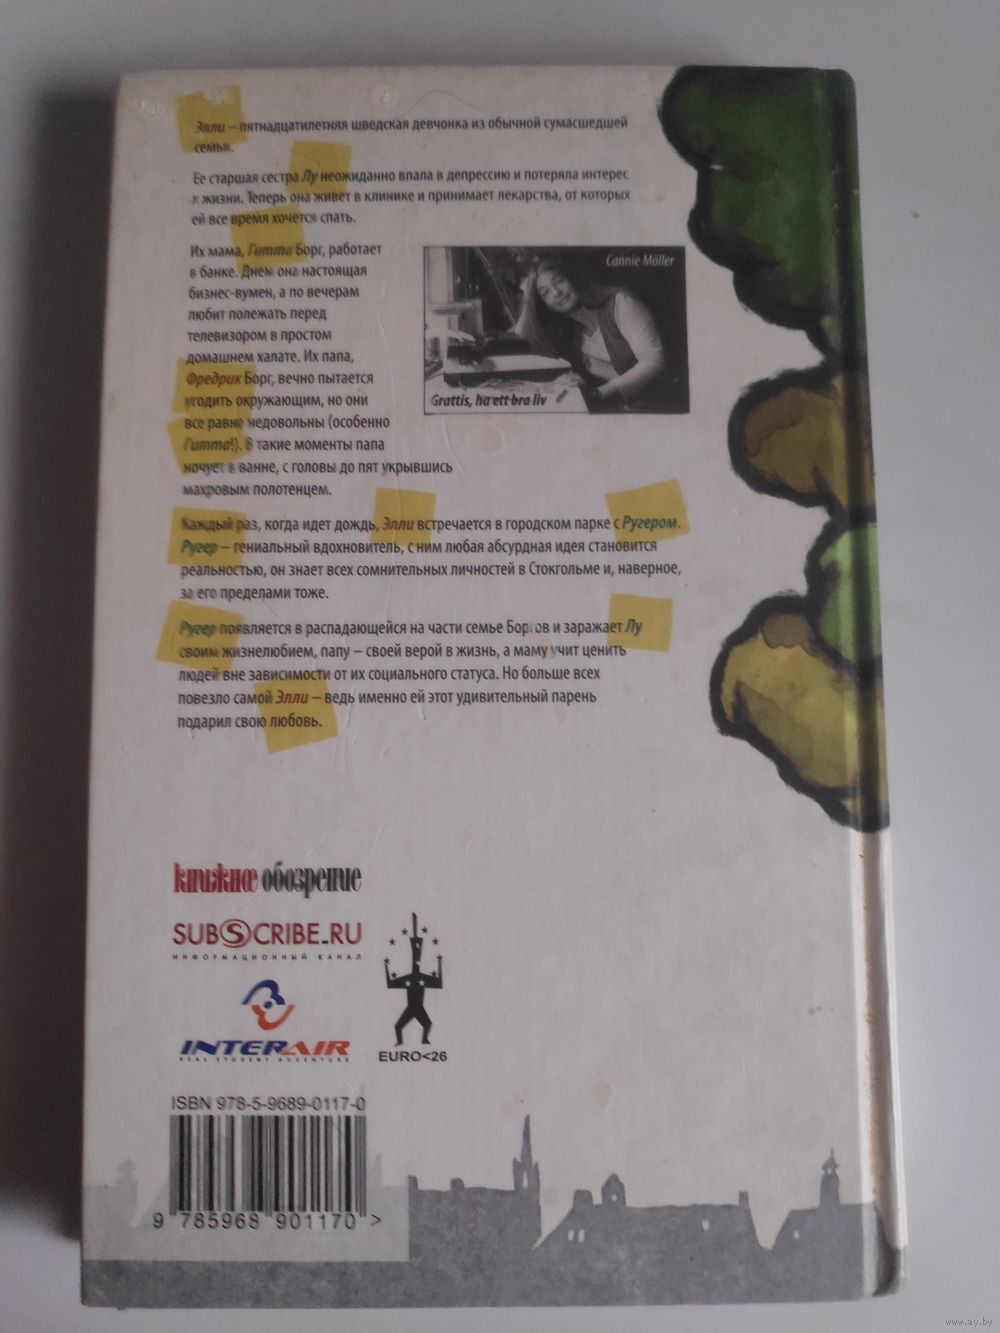 Элли – пятнадцатилетняя шведская девчонка из обычной сумасшедшей
семьи.
Ее старшая сестра Лу неожиданно впала в депрессию и потеряла интерес
к жизни. Теперь она живет в клинике и принимает лекарства, от которых
ей все время хочется спать.
Их мама, Гитта Борг, работает
в банке. Днем она настоящая
бизнес-вумен, а по вечерам
любит полежать перед
телевизором в простом
домашнем халате. Их папа,
Фредрик Борг, вечно пытается
угодить окружающим, но они
все равно недовольны (особенно
Гитта!). В такие моменты папа
ночует в ванне, с головы до пят укрывшись
махровым полотенцем.
Cannie Möller
Grattis, ha ett bra liv
Каждый раз, когда идет дождь, Элли встречается в городском парке с Ругером.
Ругер – гениальный вдохновитель, с ним любая абсурдная идея становится
реальностью, он знает всех сомнительных личностей в Стокгольме и, наверное,
за его пределами тоже.
Ругер появляется в распадающейся на части семье Боргов и заражает Лу
своим жизнелюбием, папу – своей верой в жизнь, а маму учит ценить
людей вне зависимости от их социального статуса. Но больше всех
повезло самой Элли – ведь именно ей этот удивительный парень
подарил свою любовь.
книжное обозрение
SUBSCRIBE.RU
ИНФОРМАЦИОННЫЙ КАНАЛ
INTERAIR
REAL STUDENT ADVENTURE
EURO<26
ISBN 978-5-9689-0117-0
9 785968 901170 >
www.ay.by